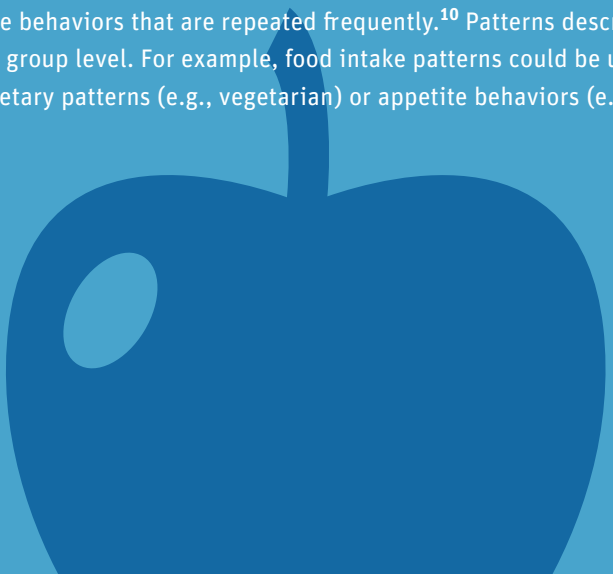 e behaviors that are repeated frequently.10 Patterns descr
group level. For example, food intake patterns could be u
etary patterns (e.g., vegetarian) or appetite behaviors (e.